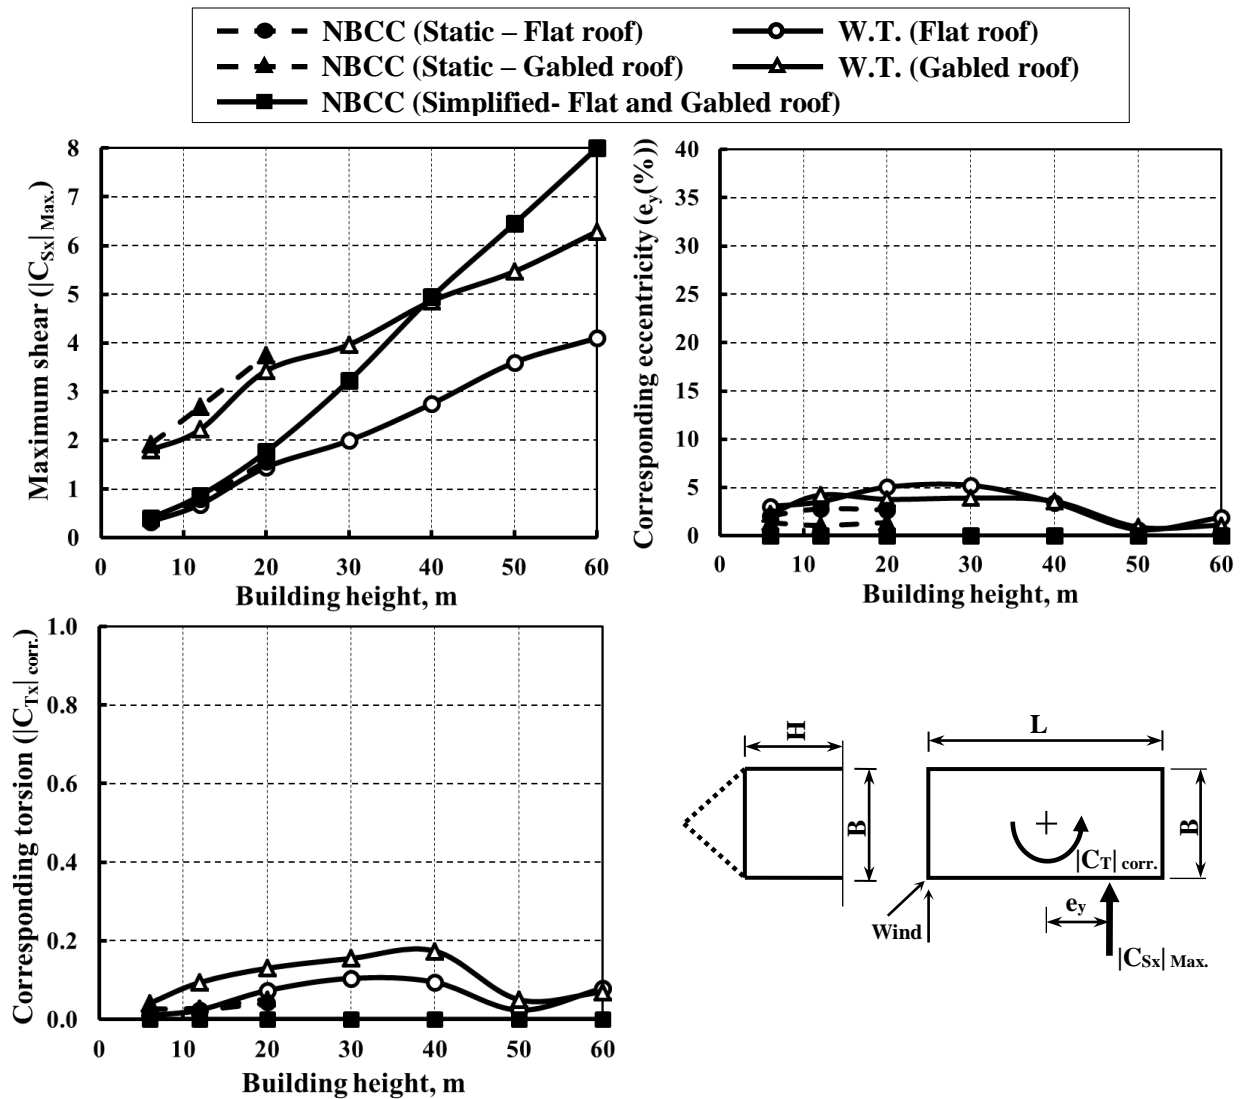 NBCC (Static – Flat roof) W.T. (Flat roof)
NBCC (Static – Gabled roof) W.T. (Gabled roof)
NBCC (Simplified- Flat and Gabled roof)
Maximum shear (|CSx| Max.)
8
7
6
5
4
3
2
1
0
0 10 20 30 40 50 60
Building height, m
Corresponding eccentricity (ey(%))
40
35
30
25
20
15
10
5
0
0 10 20 30 40 50 60
Building height, m
Corresponding torsion (|CTx| corr.)
1.0
0.8
0.6
0.4
0.2
0.0
0 10 20 30 40 50 60
Building height, m
H
L
B
B
|CT| corr.
Wind
ey
|CSx| Max.